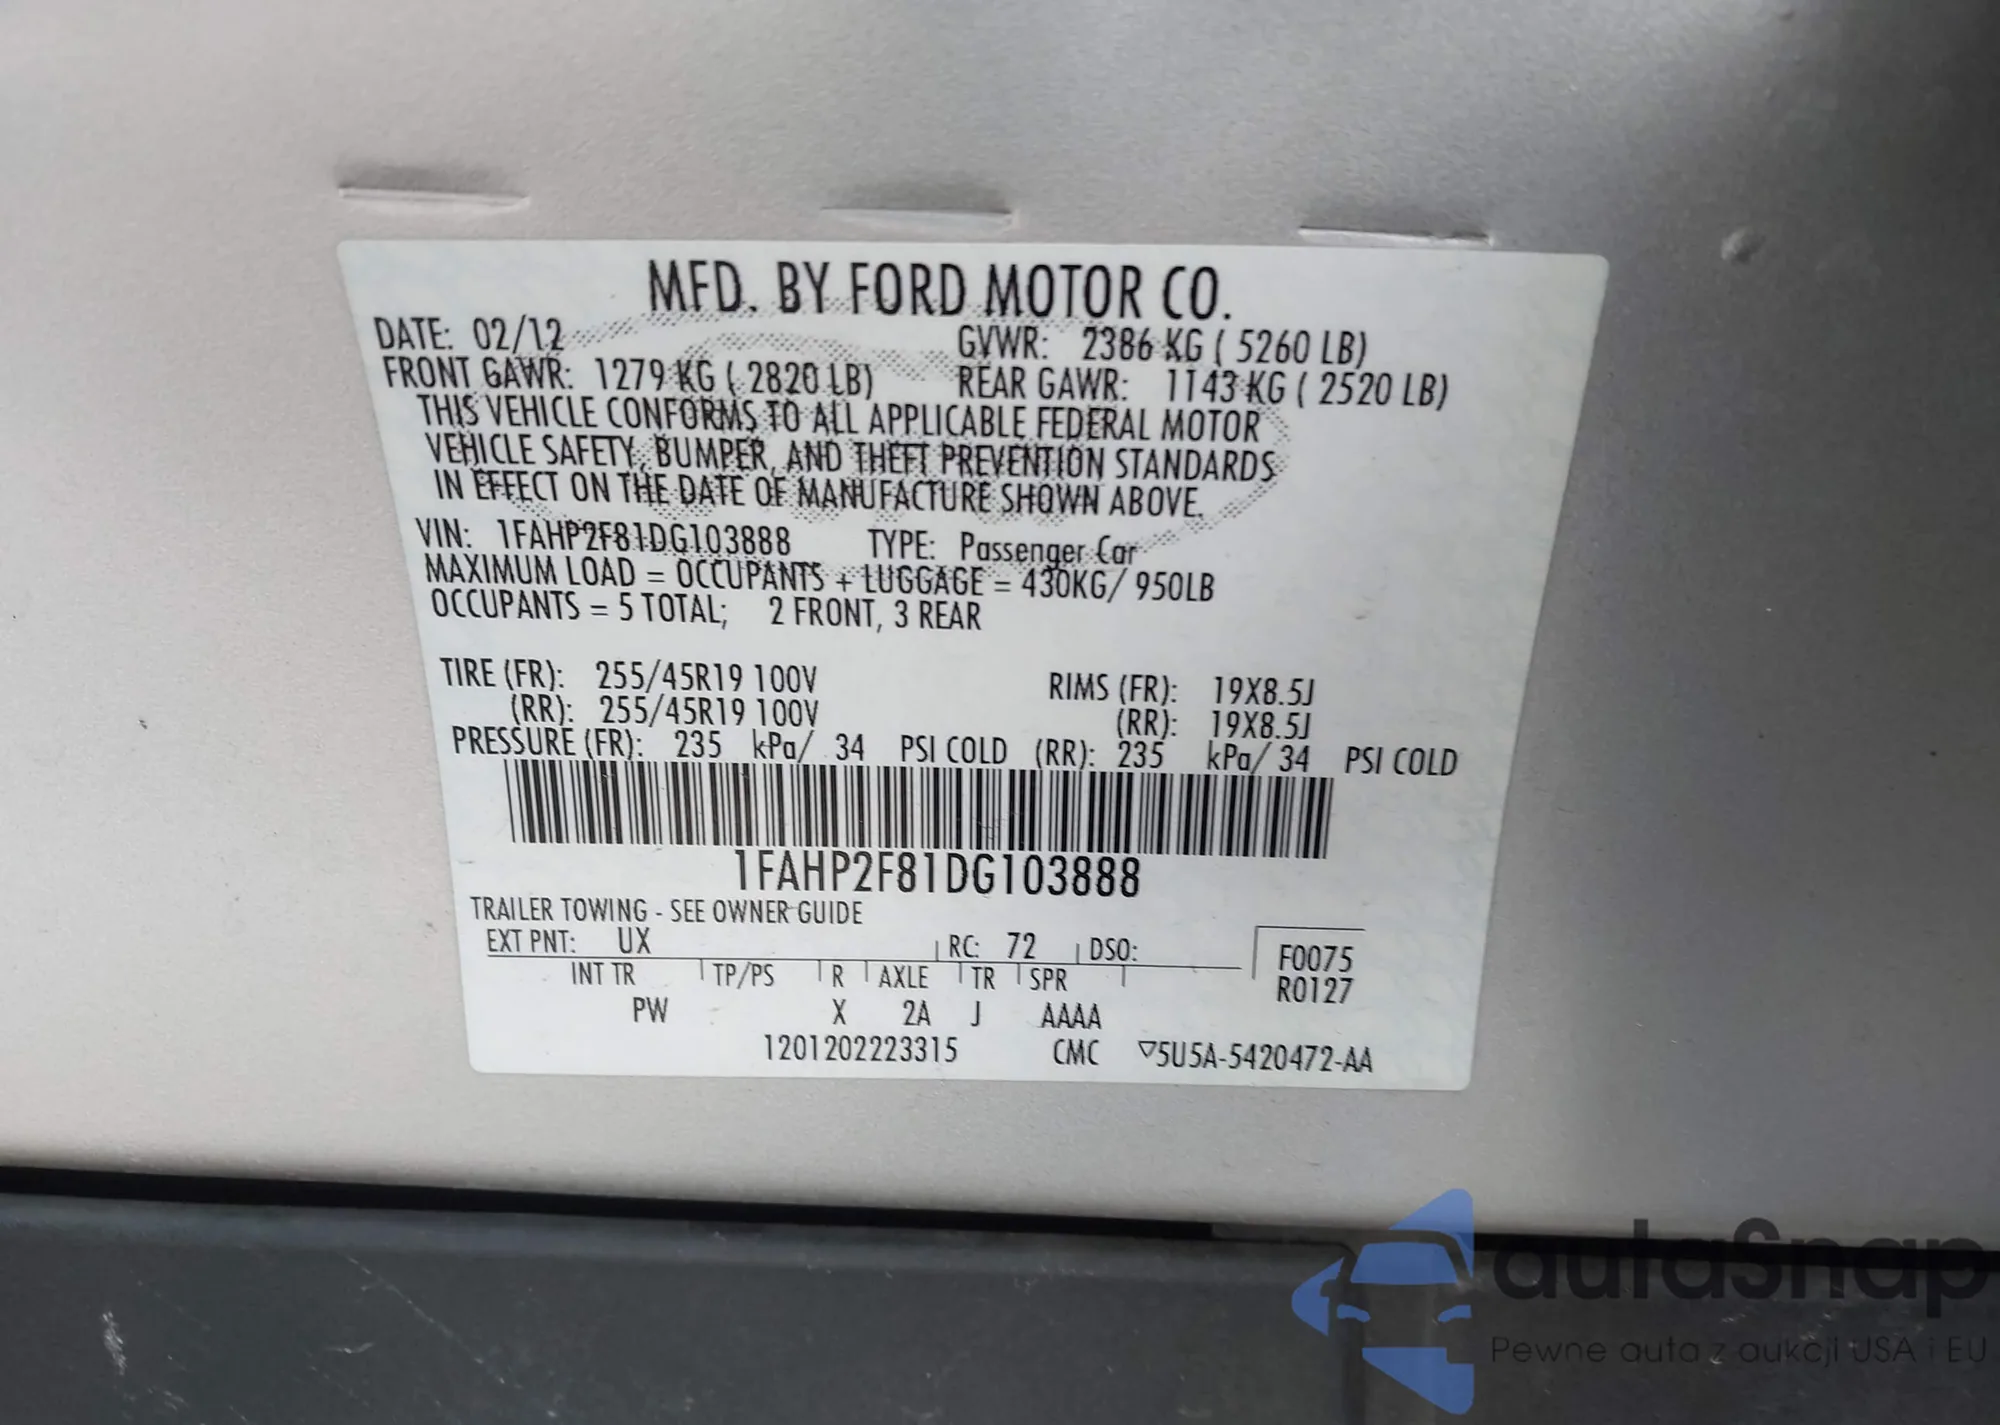 MFD. BY FORD MOTOR CO.
DATE: 02/12 GVWR: 2386 KG ( 5260 LB)
FRONT GAWR: 1279 KG ( 2820 LB) REAR GAWR: 1143 KG ( 2520 LB)
THIS VEHICLE CONFORMS TO ALL APPLICABLE FEDERAL MOTOR
VEHICLE SAFETY, BUMPER, AND THEFT PREVENTION STANDARDS
IN EFFECT ON THE DATE OF MANUFACTURE SHOWN ABOVE.
VIN: 1FAHP2F81DG103888 TYPE: Passenger Car
MAXIMUM LOAD = OCCUPANTS + LUGGAGE = 430KG/ 950LB
OCCUPANTS = 5 TOTAL; 2 FRONT, 3 REAR
TIRE (FR): 255/45R19 100V RIMS (FR): 19X8.5J
(RR): 255/45R19 100V (RR): 19X8.5J
PRESSURE (FR): 235 kPa/ 34 PSI COLD (RR): 235 kPa/ 34 PSI COLD
1FAHP2F81DG103888
TRAILER TOWING - SEE OWNER GUIDE
EXT PNT: UX RC: 72 DSO: F0075
INT TR TP/PS R AXLE TR SPR R0127
PW X 2A J AAAA
1201202223315 CMC ▽5U5A-5420472-AA
autaSnap
Pewne auta z aukcji USA i EU